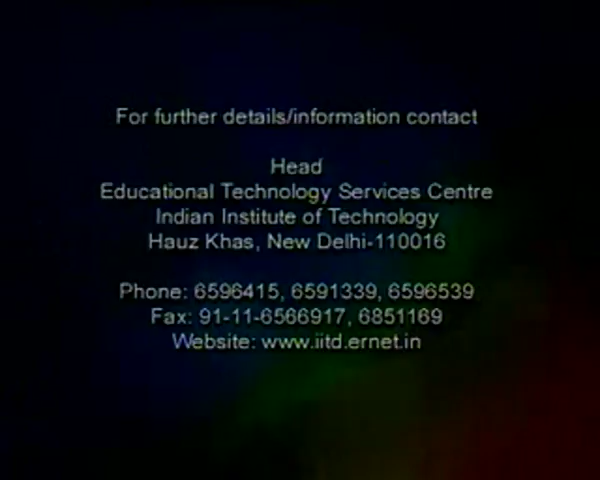 For further details/information contact
Head
Educational Technology Services Centre
Indian Institute of Technology
Hauz Khas, New Delhi-110016
Phone: 6596415, 6591339, 6596539
Fax: 91-11-6566917, 6851169
Website: www.iitd.ernet.in